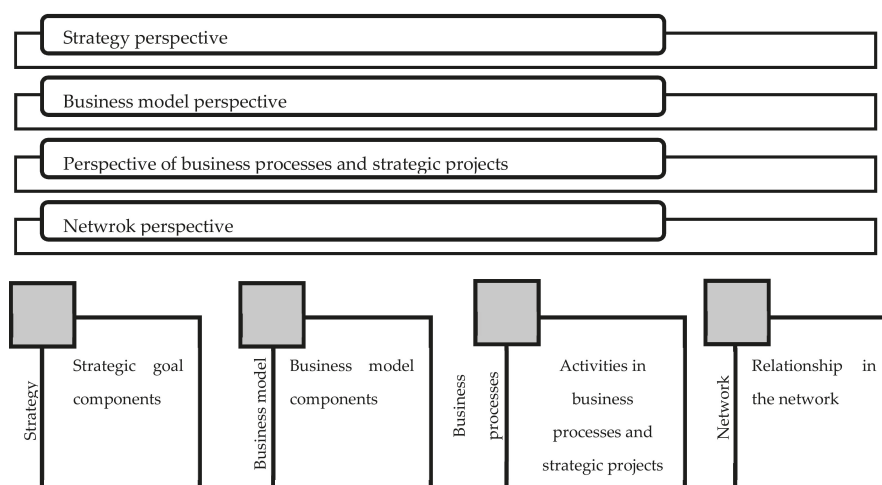 Strategy perspective
Business model perspective
Perspective of business processes and strategic projects
Netwrok perspective
Strategy
Strategic goal
components
Business model
Business model
components
Business
processes
Activities in
business
processes and
strategic projects
Network
Relationship in
the network